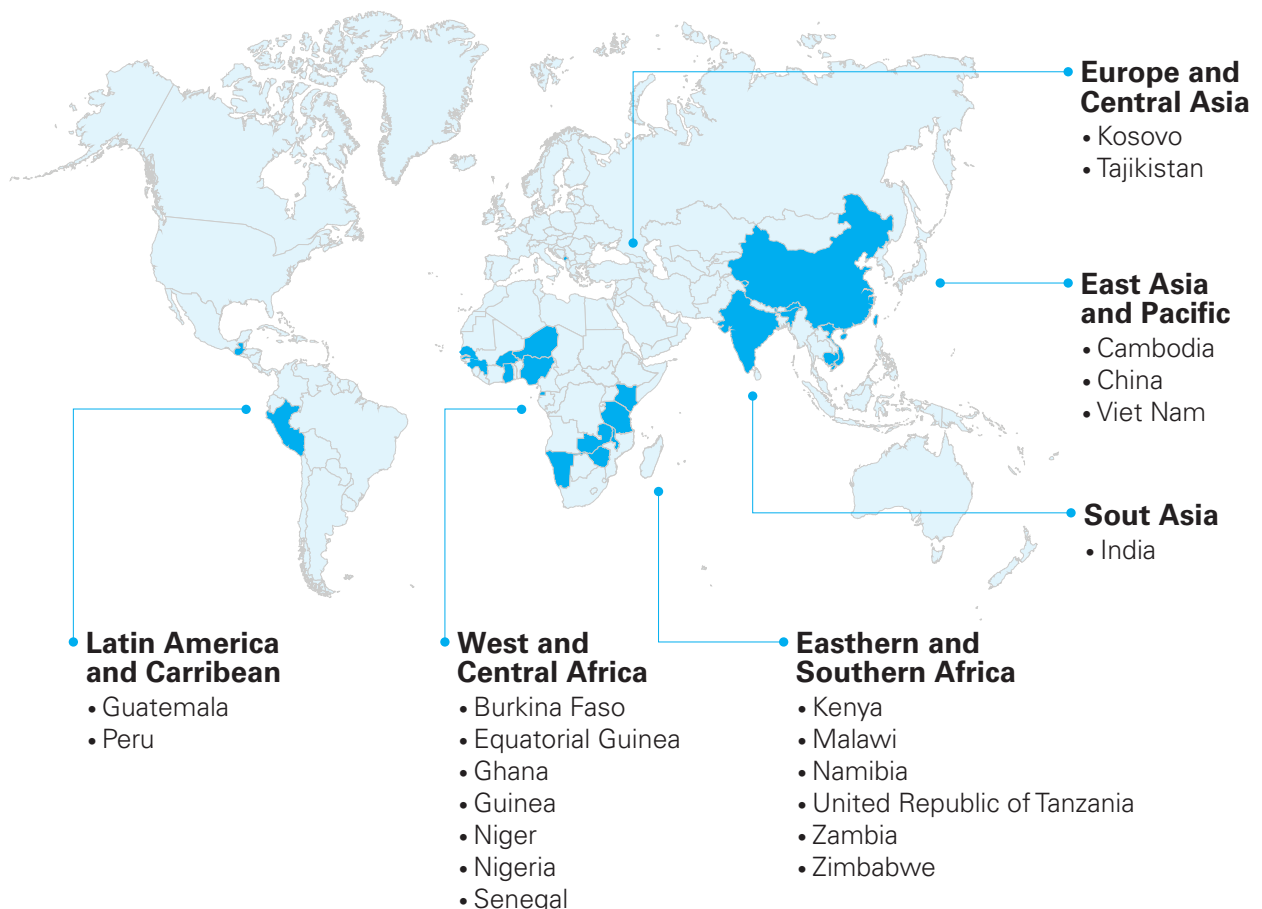 Europe and
Central Asia
• Kosovo
• Tajikistan
East Asia
and Pacific
• Cambodia
• China
• Viet Nam
Sout Asia
• India
Latin America
and Carribean
• Guatemala
• Peru
West and
Central Africa
• Burkina Faso
• Equatorial Guinea
• Ghana
• Guinea
• Niger
• Nigeria
• Senegal
Easthern and
Southern Africa
• Kenya
• Malawi
• Namibia
• United Republic of Tanzania
• Zambia
• Zimbabwe